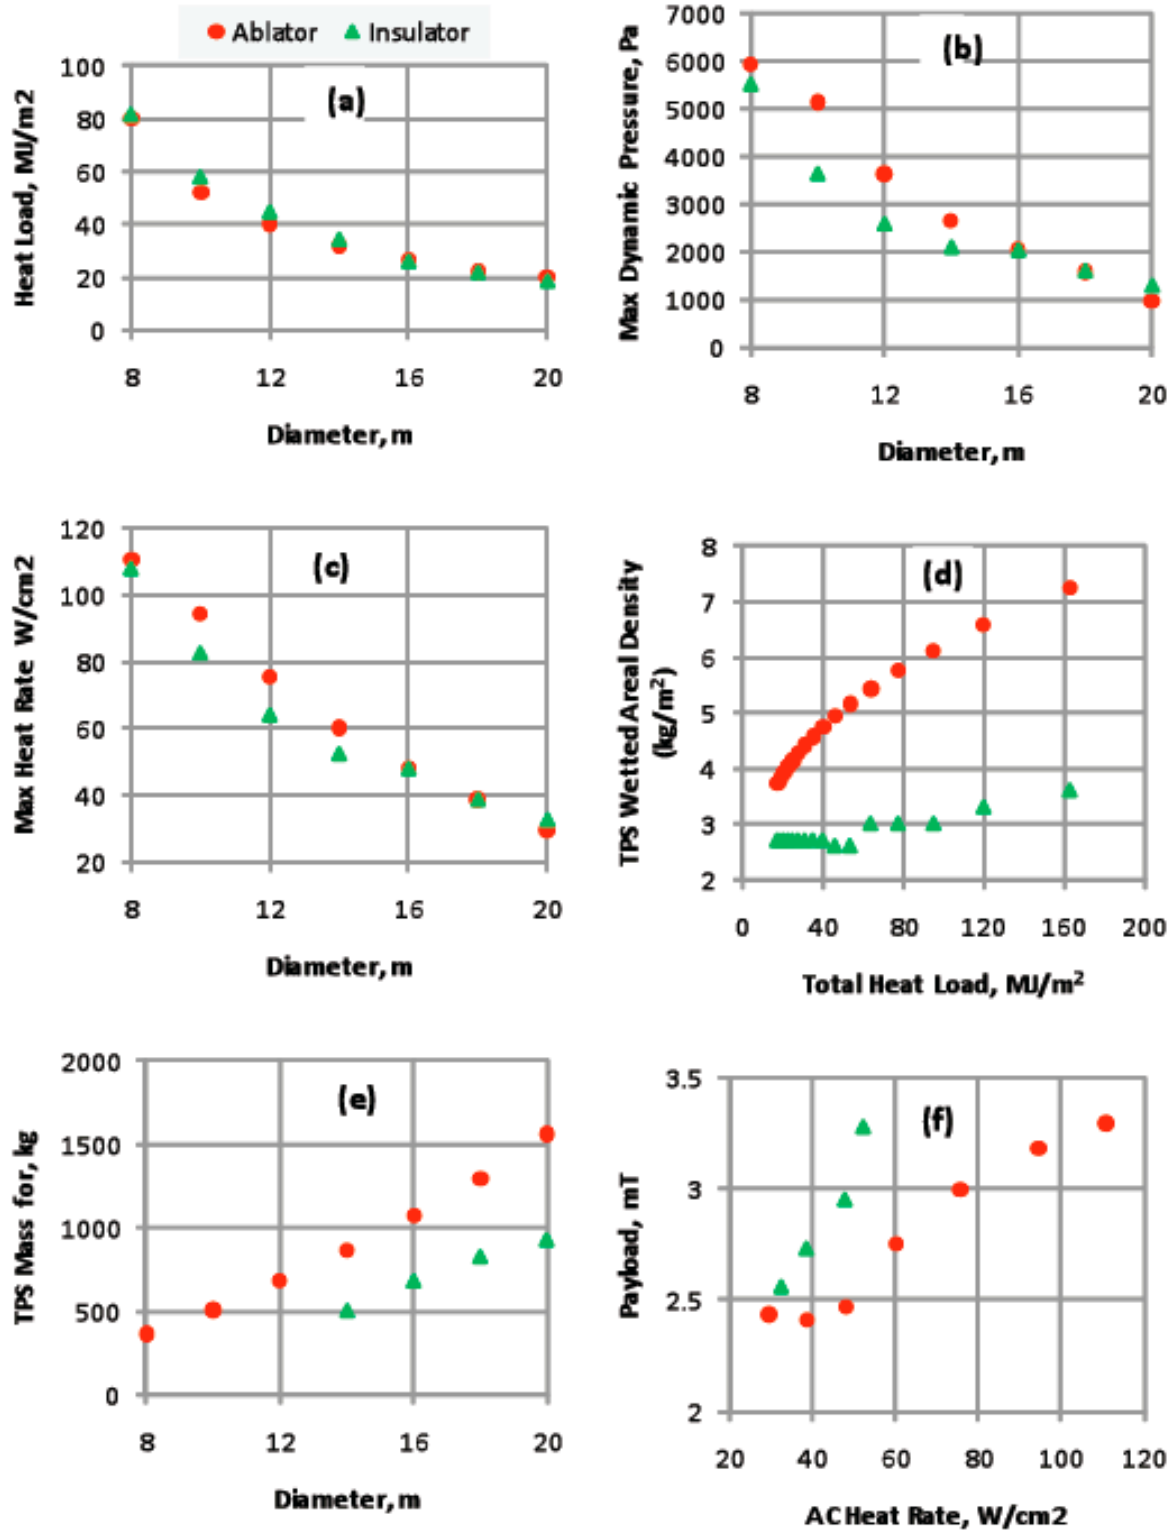 Ablator Insulator
(a)
Heat Load, MJ/m2
100
80
60
40
20
0
8 12 16 20
Diameter, m
(b)
Max Dynamic Pressure, Pa
7000
6000
5000
4000
3000
2000
1000
0
8 12 16 20
Diameter, m
(c)
Max Heat Rate W/cm2
120
100
80
60
40
20
8 12 16 20
Diameter, m
(d)
TPS Wetted Areal Density
(kg/m²)
8
7
6
5
4
3
2
0 40 80 120 160 200
Total Heat Load, MJ/m²
(e)
TPS Mass for, kg
2000
1500
1000
500
0
8 12 16 20
Diameter, m
(f)
Payload, mT
3.5
3
2.5
2
20 40 60 80 100 120
AC Heat Rate, W/cm2